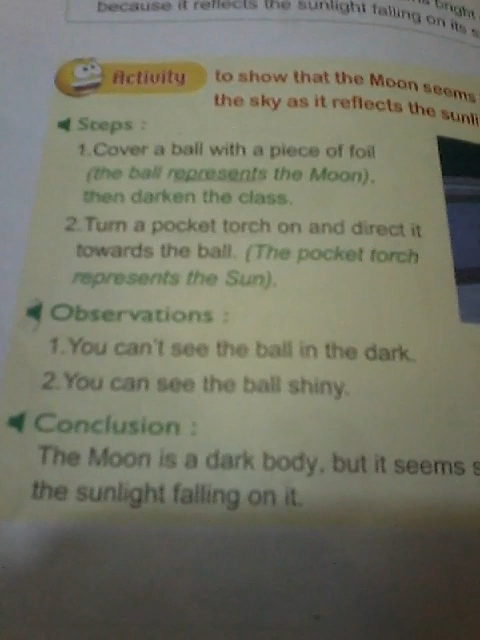 because it reflects the sunlight falling on its
bright
Activity
to show that the Moon seems
the sky as it reflects the
Steps :
1.Cover a ball with a piece of foil
(the ball represents the Moon),
then darken the class.
2.Turn a pocket torch on and direct it
towards the ball. (The pocket torch
represents the Sun).
Observations :
1.You can't see the ball in the dark.
2.You can see the ball shiny.
Conclusion :
The Moon is a dark body, but it seems
the sunlight falling on it.